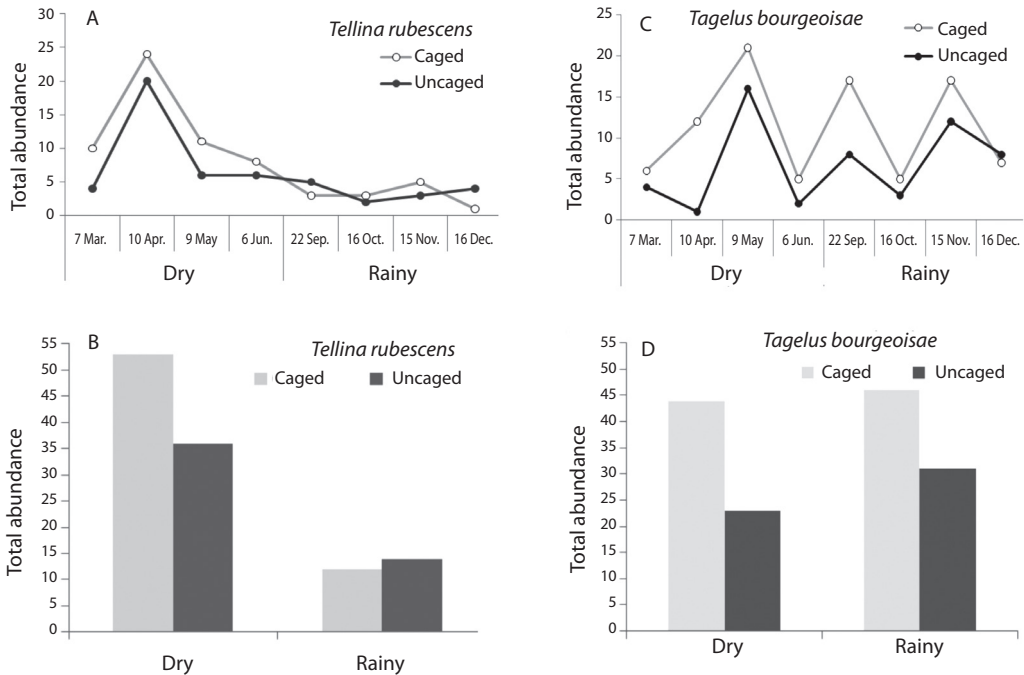 A
Tellina rubescens
Caged
Uncaged
Total abundance
30
25
20
15
10
5
0
7 Mar. 10 Apr. 9 May 6 Jun. 22 Sep. 16 Oct. 15 Nov. 16 Dec.
Dry Rainy
C
Tagelus bourgeoisae
Caged
Uncaged
Total abundance
25
20
15
10
5
0
7 Mar. 10 Apr. 9 May 6 Jun. 22 Sep. 16 Oct. 15 Nov. 16 Dec.
Dry Rainy
B
Tellina rubescens
Caged Uncaged
Total abundance
55
50
45
40
35
30
25
20
15
10
5
0
Dry Rainy
D
Tagelus bourgeoisae
Caged Uncaged
Total abundance
55
50
45
40
35
30
25
20
15
10
5
0
Dry Rainy